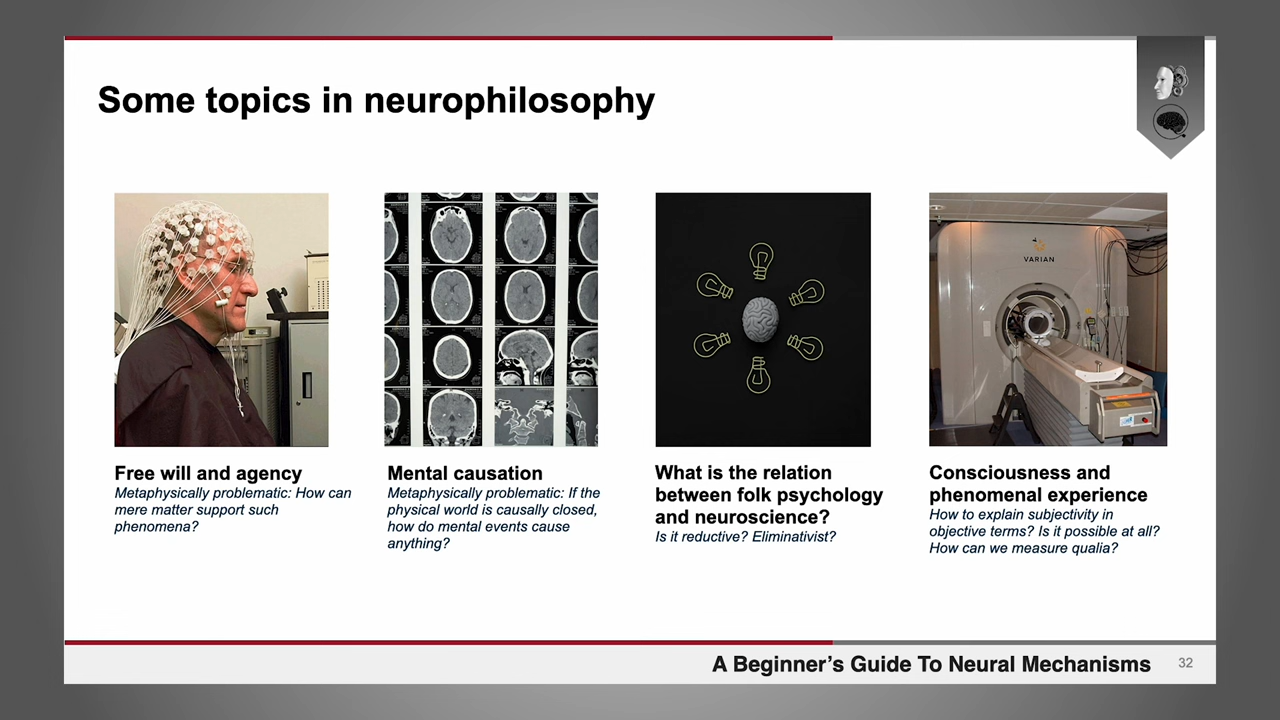 Some topics in neurophilosophy
VARIAN
Free will and agency
Metaphysically problematic: How can
mere matter support such
phenomena?
Mental causation
Metaphysically problematic: If the
physical world is causally closed,
how do mental events cause
anything?
What is the relation
between folk psychology
and neuroscience?
Is it reductive? Eliminativist?
Consciousness and
phenomenal experience
How to explain subjectivity in
objective terms? Is it possible at all?
How can we measure qualia?
A Beginner’s Guide To Neural Mechanisms
32